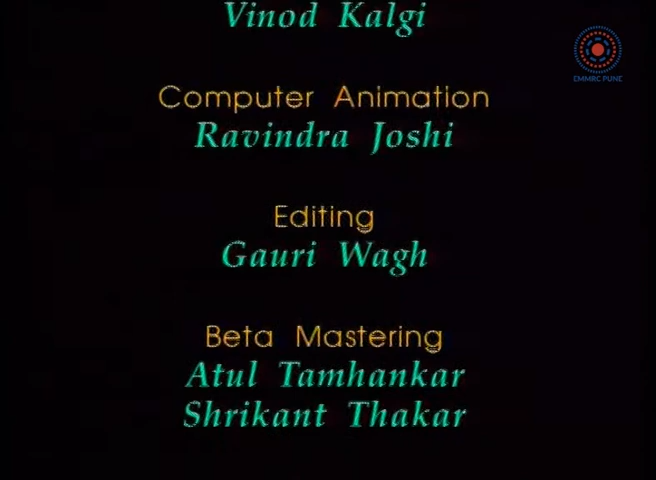 Vinod Kalgi
EMMRC PUNE
Computer Animation
Ravindra Joshi
Editing
Gauri Wagh
Beta Mastering
Atul Tamhankar
Shrikant Thakar